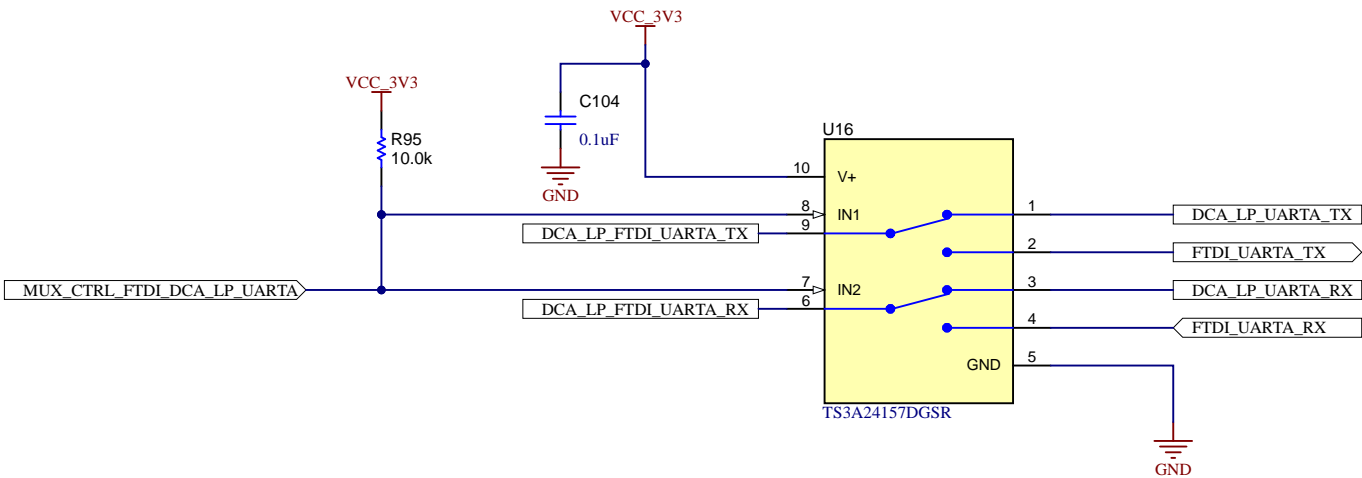 VCC_3V3
VCC_3V3
C104
0.1uF
GND
R95
10.0k
U16
10
V+
8
IN1
1
DCA_LP_UARTA_TX
DCA_LP_FTDI_UARTA_TX
9
2
FTDI_UARTA_TX
MUX_CTRL_FTDI_DCA_LP_UARTA
7
IN2
3
DCA_LP_UARTA_RX
DCA_LP_FTDI_UARTA_RX
6
4
FTDI_UARTA_RX
GND
5
TS3A24157DGSR
GND